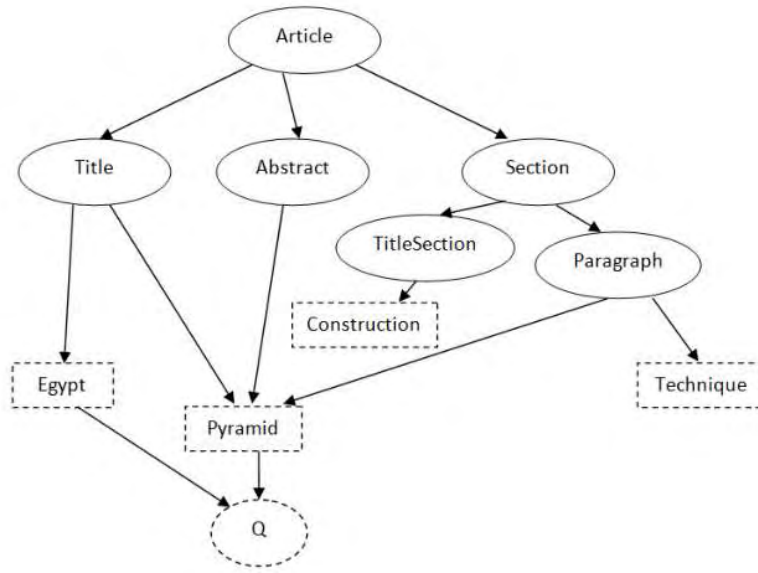 Article
Title
Abstract
Section
TitleSection
Paragraph
Construction
Egypt
Technique
Pyramid
Q